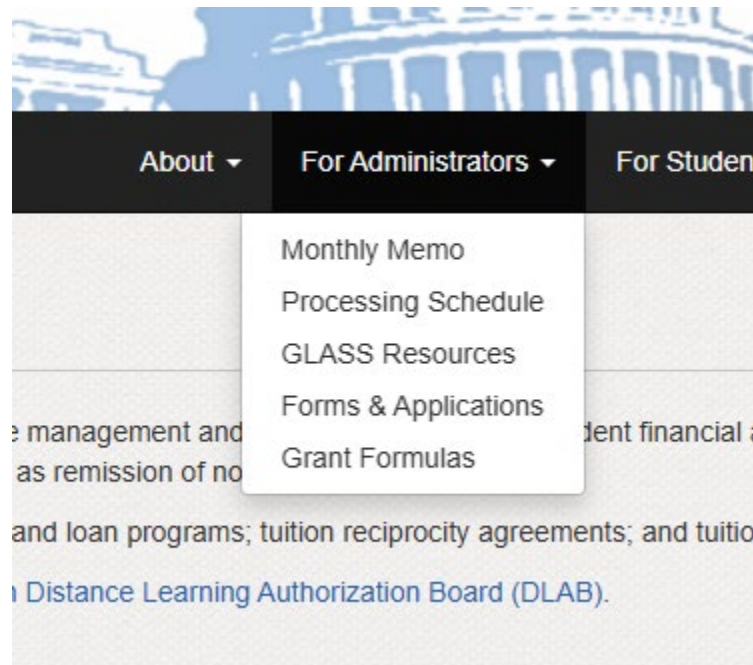 About For Administrators For Studen
Monthly Memo
Processing Schedule
GLASS Resources
Forms & Applications
Grant Formulas
e management and dent financial a
as remission of no
and loan programs; tuition reciprocity agreements; and tuitio
n Distance Learning Authorization Board (DLAB).